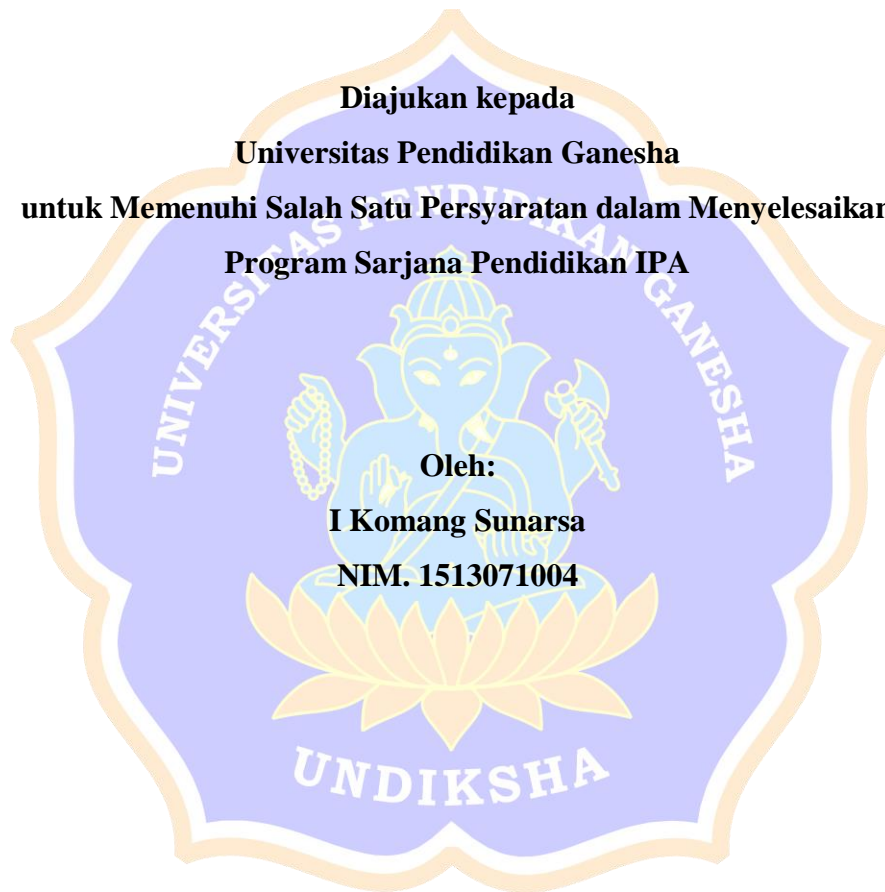 Diajukan kepada
Universitas Pendidikan Ganesha
untuk Memenuhi Salah Satu Persyaratan dalam Menyelesaikan
Program Sarjana Pendidikan IPA
UNIVERSITAS PENDIDIKAN GANESHA
Oleh:
I Komang Sunarsa
NIM. 1513071004
UNDIKSHA